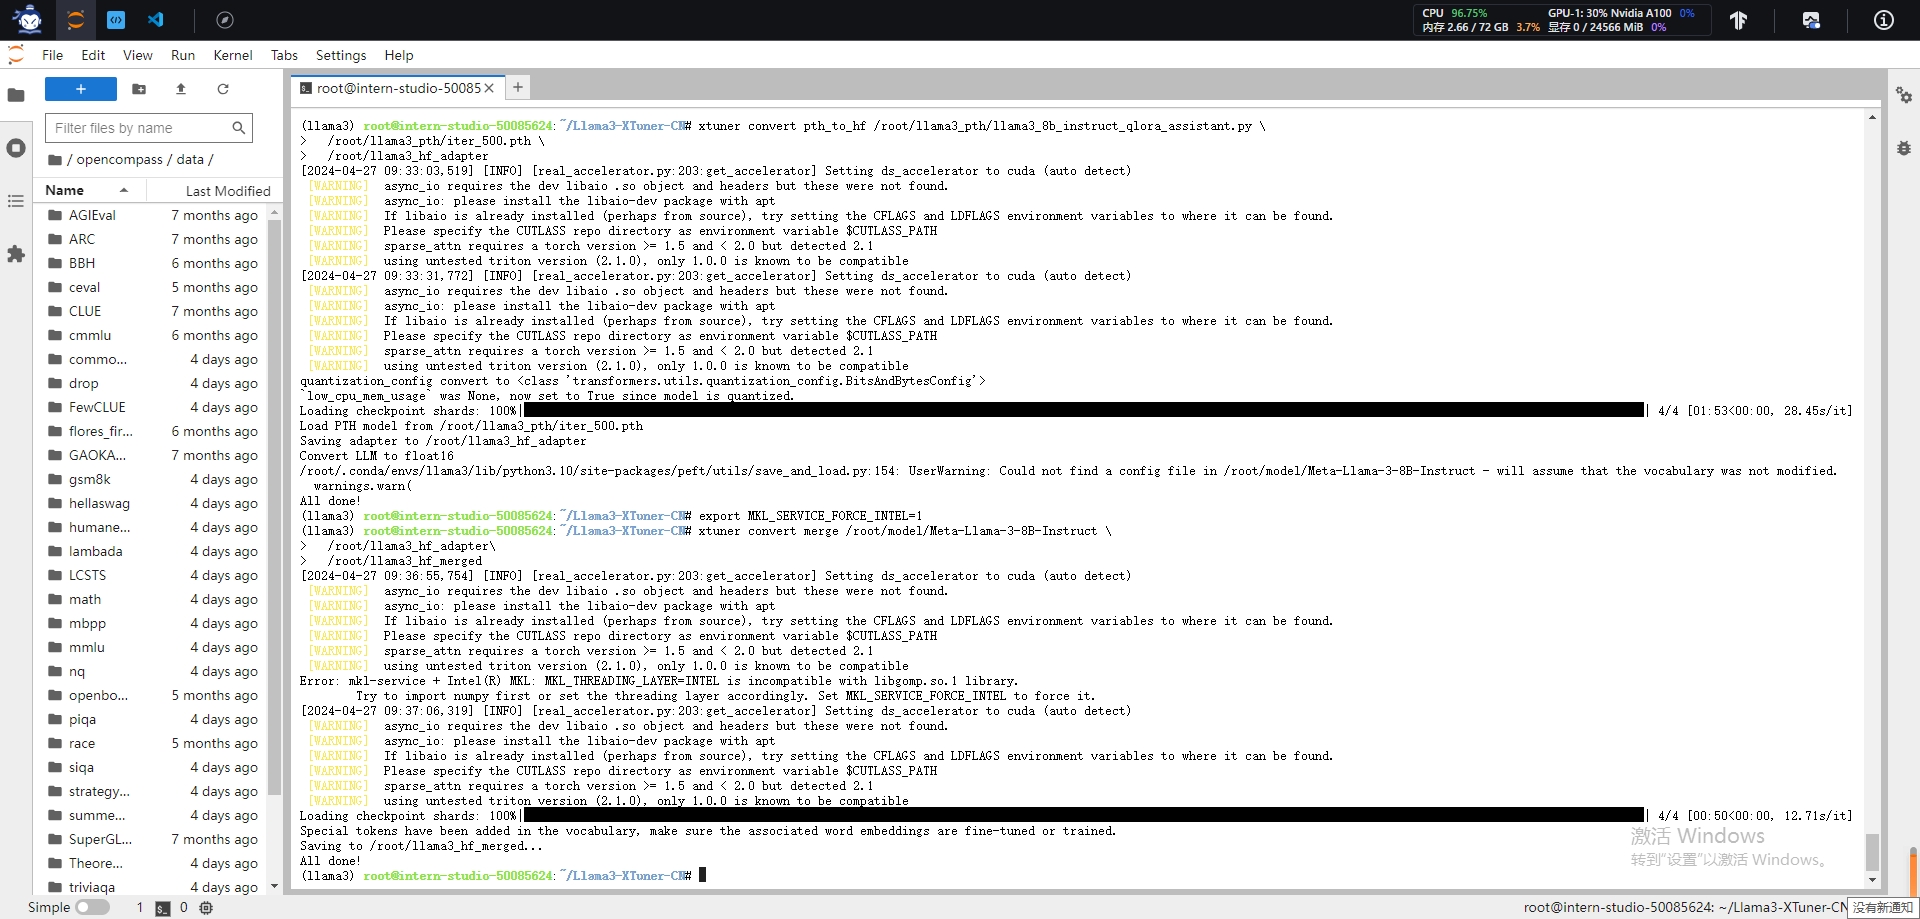 CPU 96.75%
GPU-1: 30% Nvidia A100 0%
内存 2.66 / 72 GB 3.7%
显存 0 / 24566 MiB 0%
File Edit View Run Kernel Tabs Settings Help
root@intern-studio-50085
Filter files by name
/ opencompass / data /
Name Last Modified
AGIEval 7 months ago
ARC 7 months ago
BBH 6 months ago
ceval 5 months ago
CLUE 7 months ago
cmmlu 6 months ago
commo... 4 days ago
drop 4 days ago
FewCLUE 4 days ago
flores_fir... 6 months ago
GAOKA... 7 months ago
gsm8k 4 days ago
hellaswag 4 days ago
humane... 4 days ago
lambada 4 days ago
LCSTS 4 days ago
math 4 days ago
mbpp 4 days ago
mmlu 4 days ago
nq 4 days ago
openbo... 5 months ago
piqa 4 days ago
race 5 months ago
siqa 4 days ago
strategy... 4 days ago
summe... 4 days ago
SuperGL... 7 months ago
Theore... 4 days ago
triviaqa 4 days ago
(llama3) root@intern-studio-50085624:~/Llama3-XTuner-CN# xtuner convert pth_to_hf /root/llama3_pth/llama3_8b_instruct_qlora_assistant.py \
> /root/llama3_pth/iter_500.pth \
> /root/llama3_hf_adapter
[2024-04-27 09:33:03,519] [INFO] [real_accelerator.py:203:get_accelerator] Setting ds_accelerator to cuda (auto detect)
[WARNING] async_io requires the dev libaio .so object and headers but these were not found.
[WARNING] async_io: please install the libaio-dev package with apt
[WARNING] If libaio is already installed (perhaps from source), try setting the CFLAGS and LDFLAGS environment variables to where it can be found.
[WARNING] Please specify the CUTLASS repo directory as environment variable $CUTLASS_PATH
[WARNING] sparse_attn requires a torch version >= 1.5 and < 2.0 but detected 2.1
[WARNING] using untested triton version (2.1.0), only 1.0.0 is known to be compatible
[2024-04-27 09:33:31,772] [INFO] [real_accelerator.py:203:get_accelerator] Setting ds_accelerator to cuda (auto detect)
[WARNING] async_io requires the dev libaio .so object and headers but these were not found.
[WARNING] async_io: please install the libaio-dev package with apt
[WARNING] If libaio is already installed (perhaps from source), try setting the CFLAGS and LDFLAGS environment variables to where it can be found.
[WARNING] Please specify the CUTLASS repo directory as environment variable $CUTLASS_PATH
[WARNING] sparse_attn requires a torch version >= 1.5 and < 2.0 but detected 2.1
[WARNING] using untested triton version (2.1.0), only 1.0.0 is known to be compatible
quantization_config convert to <class 'transformers.utils.quantization_config.BitsAndBytesConfig'>
`low_cpu_mem_usage` was None, now set to True since model is quantized.
Loading checkpoint shards: 100%| | 4/4 [01:53<00:00, 28.45s/it]
Load PTH model from /root/llama3_pth/iter_500.pth
Saving adapter to /root/llama3_hf_adapter
Convert LLM to float16
/root/.conda/envs/llama3/lib/python3.10/site-packages/peft/utils/save_and_load.py:154: UserWarning: Could not find a config file in /root/model/Meta-Llama-3-8B-Instruct - will assume that the vocabulary was not modified.
warnings.warn(
All done!
(llama3) root@intern-studio-50085624:~/Llama3-XTuner-CN# export MKL_SERVICE_FORCE_INTEL=1
(llama3) root@intern-studio-50085624:~/Llama3-XTuner-CN# xtuner convert merge /root/model/Meta-Llama-3-8B-Instruct \
> /root/llama3_hf_adapter\
> /root/llama3_hf_merged
[2024-04-27 09:36:55,754] [INFO] [real_accelerator.py:203:get_accelerator] Setting ds_accelerator to cuda (auto detect)
[WARNING] async_io requires the dev libaio .so object and headers but these were not found.
[WARNING] async_io: please install the libaio-dev package with apt
[WARNING] If libaio is already installed (perhaps from source), try setting the CFLAGS and LDFLAGS environment variables to where it can be found.
[WARNING] Please specify the CUTLASS repo directory as environment variable $CUTLASS_PATH
[WARNING] sparse_attn requires a torch version >= 1.5 and < 2.0 but detected 2.1
[WARNING] using untested triton version (2.1.0), only 1.0.0 is known to be compatible
Error: mkl-service + Intel(R) MKL: MKL_THREADING_LAYER=INTEL is incompatible with libgomp.so.1 library.
Try to import numpy first or set the threading layer accordingly. Set MKL_SERVICE_FORCE_INTEL to force it.
[2024-04-27 09:37:06,319] [INFO] [real_accelerator.py:203:get_accelerator] Setting ds_accelerator to cuda (auto detect)
[WARNING] async_io requires the dev libaio .so object and headers but these were not found.
[WARNING] async_io: please install the libaio-dev package with apt
[WARNING] If libaio is already installed (perhaps from source), try setting the CFLAGS and LDFLAGS environment variables to where it can be found.
[WARNING] Please specify the CUTLASS repo directory as environment variable $CUTLASS_PATH
[WARNING] sparse_attn requires a torch version >= 1.5 and < 2.0 but detected 2.1
[WARNING] using untested triton version (2.1.0), only 1.0.0 is known to be compatible
Loading checkpoint shards: 100%| | 4/4 [00:50<00:00, 12.71s/it]
Special tokens have been added in the vocabulary, make sure the associated word embeddings are fine-tuned or trained.
Saving to /root/llama3_hf_merged...
All done!
(llama3) root@intern-studio-50085624:~/Llama3-XTuner-CN#
激活 Windows
转到"设置"以激活 Windows。
Simple 1 0
root@intern-studio-50085624: ~/Llama3-XTuner-CN
没有新通知